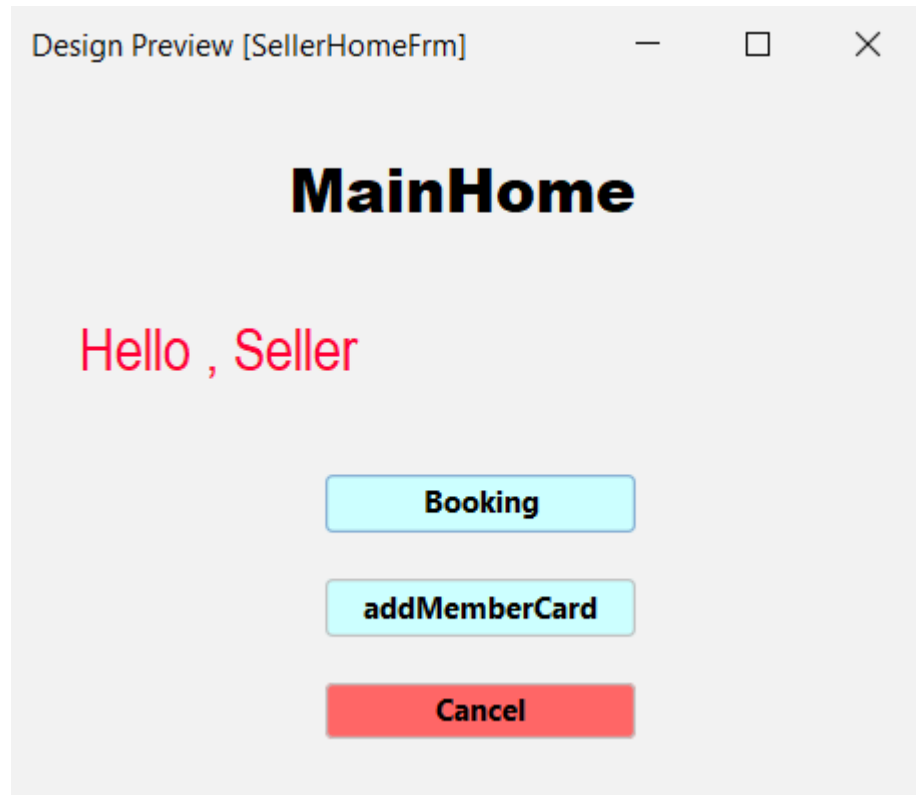 Design Preview [SellerHomeFrm]
MainHome
Hello , Seller
Booking
addMemberCard
Cancel